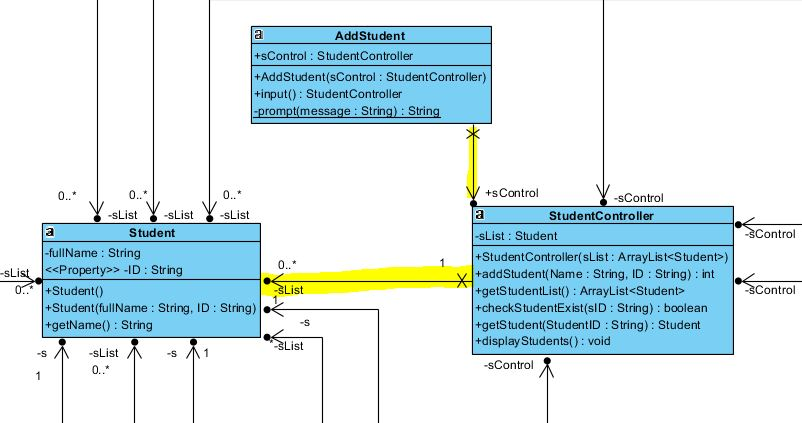 a AddStudent
+sControl : StudentController
+AddStudent(sControl : StudentController)
+input() : StudentController
-prompt(message : String) : String
0..*
-sList
0..*
-sList
0..*
-sList
+sControl
-sControl
a Student
-fullName : String
<<Property>> -ID : String
+Student()
+Student(fullName : String, ID : String)
+getName() : String
a StudentController
-sList : Student
+StudentController(sList : ArrayList<Student>)
+addStudent(Name : String, ID : String) : int
+getStudentList() : ArrayList<Student>
+checkStudentExist(sID : String) : boolean
+getStudent(StudentID : String) : Student
+displayStudents() : void
-sControl
-sControl
-sList
0..*
0..*
-sList
1
1
-s
*
-sList
-s
1
-sList
0..*
-s
1
-sControl